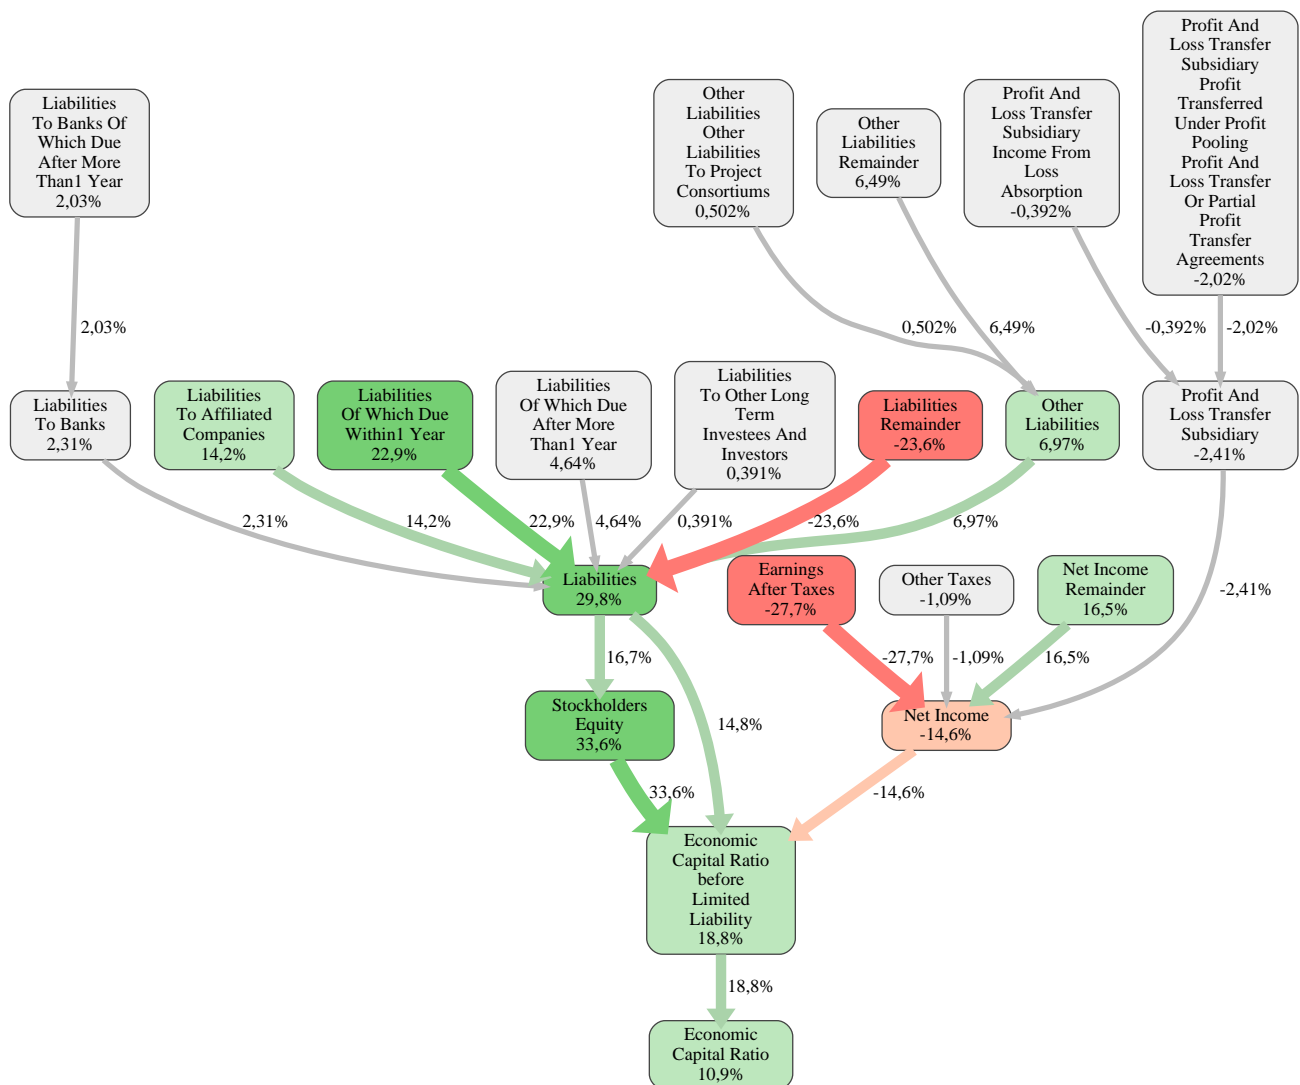 Profit And
Loss Transfer
Subsidiary
Profit
Transferred
Under Profit
Pooling
Profit And
Loss Transfer
Or Partial
Profit
Transfer
Agreements
-2,02%
Liabilities
To Banks Of
Which Due
After More
Than1 Year
2,03%
Other
Liabilities
Other
Liabilities
To Project
Consortiums
0,502%
Other
Liabilities
Remainder
6,49%
Profit And
Loss Transfer
Subsidiary
Income From
Loss
Absorption
-0,392%
2,03%
0,502%
6,49%
-0,392%
-2,02%
Liabilities
To Banks
2,31%
Liabilities
To Affiliated
Companies
14,2%
Liabilities
Of Which Due
Within1 Year
22,9%
Liabilities
Of Which Due
After More
Than1 Year
4,64%
Liabilities
To Other Long
Term
Investees And
Investors
0,391%
Liabilities
Remainder
-23,6%
Other
Liabilities
6,97%
Profit And
Loss Transfer
Subsidiary
-2,41%
2,31%
14,2%
22,9%
4,64%
0,391%
-23,6%
6,97%
Liabilities
29,8%
Earnings
After Taxes
-27,7%
Other Taxes
-1,09%
Net Income
Remainder
16,5%
-2,41%
16,7%
-27,7%
-1,09%
16,5%
Stockholders
Equity
33,6%
14,8%
Net Income
-14,6%
33,6%
-14,6%
Economic
Capital Ratio
before
Limited
Liability
18,8%
18,8%
Economic
Capital Ratio
10,9%